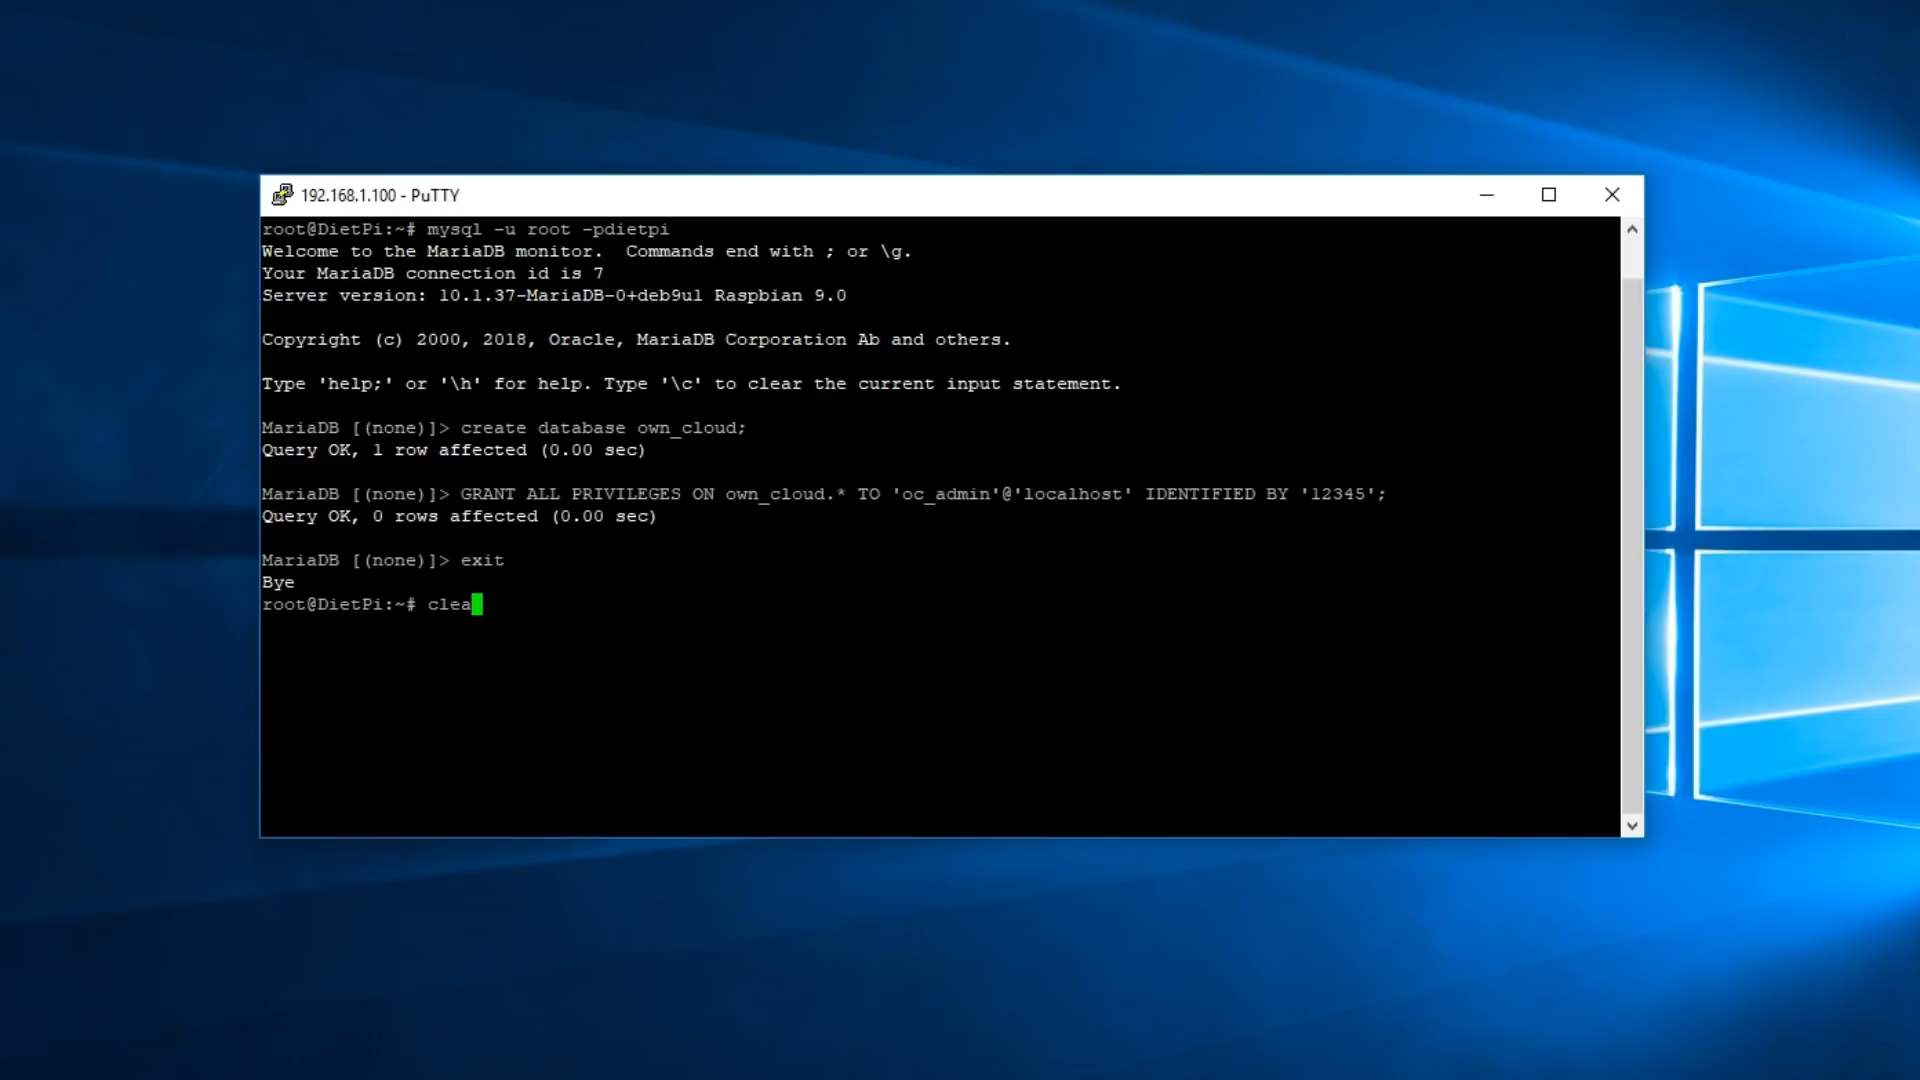 192.168.1.100 - PuTTY
root@DietPi:~# mysql -u root -pdietpi
Welcome to the MariaDB monitor.  Commands end with ; or \g.
Your MariaDB connection id is 7
Server version: 10.1.37-MariaDB-0+deb9u1 Raspbian 9.0
Copyright (c) 2000, 2018, Oracle, MariaDB Corporation Ab and others.
Type 'help;' or '\h' for help. Type '\c' to clear the current input statement.
MariaDB [(none)]> create database own_cloud;
Query OK, 1 row affected (0.00 sec)
MariaDB [(none)]> GRANT ALL PRIVILEGES ON own_cloud.* TO 'oc_admin'@'localhost' IDENTIFIED BY '12345';
Query OK, 0 rows affected (0.00 sec)
MariaDB [(none)]> exit
Bye
root@DietPi:~# clea